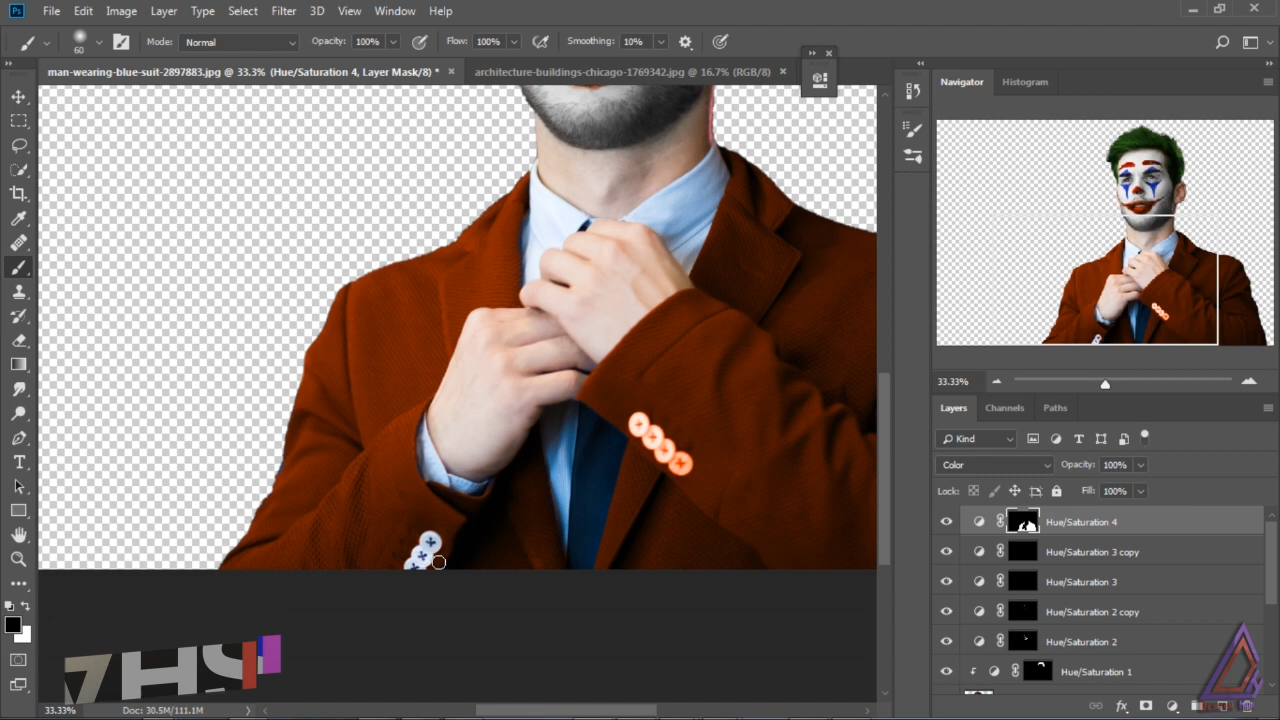 Ps File Edit Image Layer Type Select Filter 3D View Window Help
60 Mode: Normal Opacity: 100% Flow: 100% Smoothing: 10%
man-wearing-blue-suit-2897883.jpg @ 33.3% (Hue/Saturation 4, Layer Mask/8) * architecture-buildings-chicago-1769342.jpg @ 16.7% (RGB/8)
Navigator Histogram
33.33%
Layers Channels Paths
Kind
Color Opacity: 100%
Lock: Fill: 100%
Hue/Saturation 4
Hue/Saturation 3 copy
Hue/Saturation 3
Hue/Saturation 2 copy
Hue/Saturation 2
Hue/Saturation 1
33.33% Doc: 30.5M/111.1M